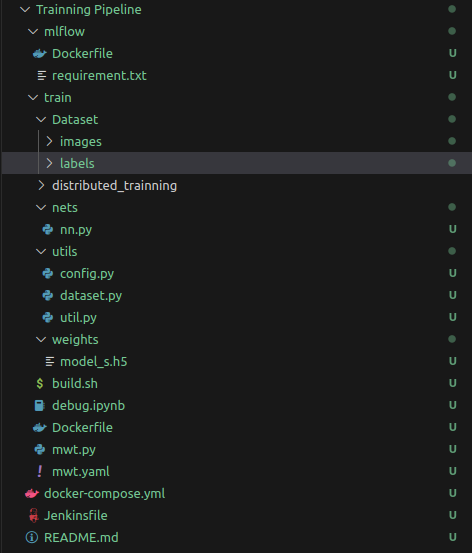 Trainning Pipeline
mlflow
Dockerfile U
requirement.txt U
train
Dataset
images
labels
distributed_trainning
nets
nn.py U
utils
config.py U
dataset.py U
util.py U
weights
model_s.h5 U
$ build.sh U
debug.ipynb U
Dockerfile U
mwt.py U
! mwt.yaml U
docker-compose.yml U
Jenkinsfile U
README.md U